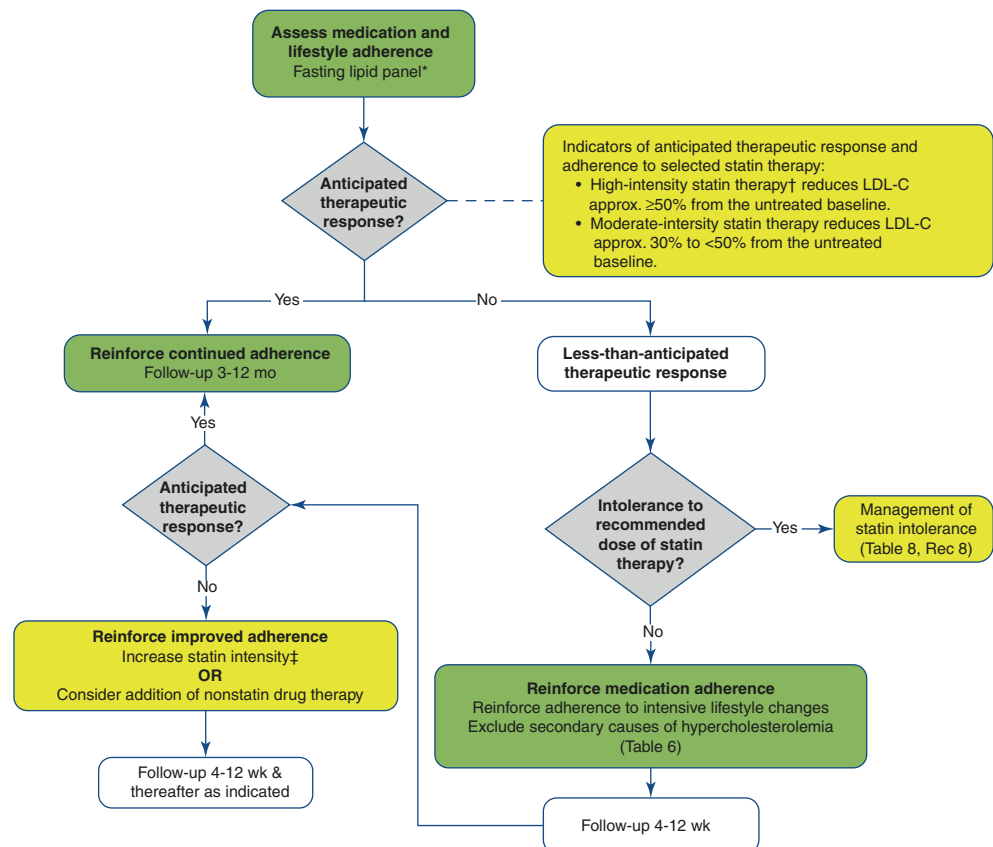 Assess medication and
lifestyle adherence
Fasting lipid panel*
Anticipated
therapeutic
response?
Indicators of anticipated therapeutic response and
adherence to selected statin therapy:
• High-intensity statin therapy† reduces LDL-C
approx. ≥50% from the untreated baseline.
• Moderate-intensity statin therapy reduces LDL-C
approx. 30% to <50% from the untreated
baseline.
Yes
No
Reinforce continued adherence
Follow-up 3-12 mo
Less-than-anticipated
therapeutic response
Yes
Anticipated
therapeutic
response?
Intolerance to
recommended
dose of statin
therapy?
Yes
Management of
statin intolerance
(Table 8, Rec 8)
No
Reinforce improved adherence
Increase statin intensity‡
OR
Consider addition of nonstatin drug therapy
No
Reinforce medication adherence
Reinforce adherence to intensive lifestyle changes
Exclude secondary causes of hypercholesterolemia
(Table 6)
Follow-up 4-12 wk &
thereafter as indicated
Follow-up 4-12 wk